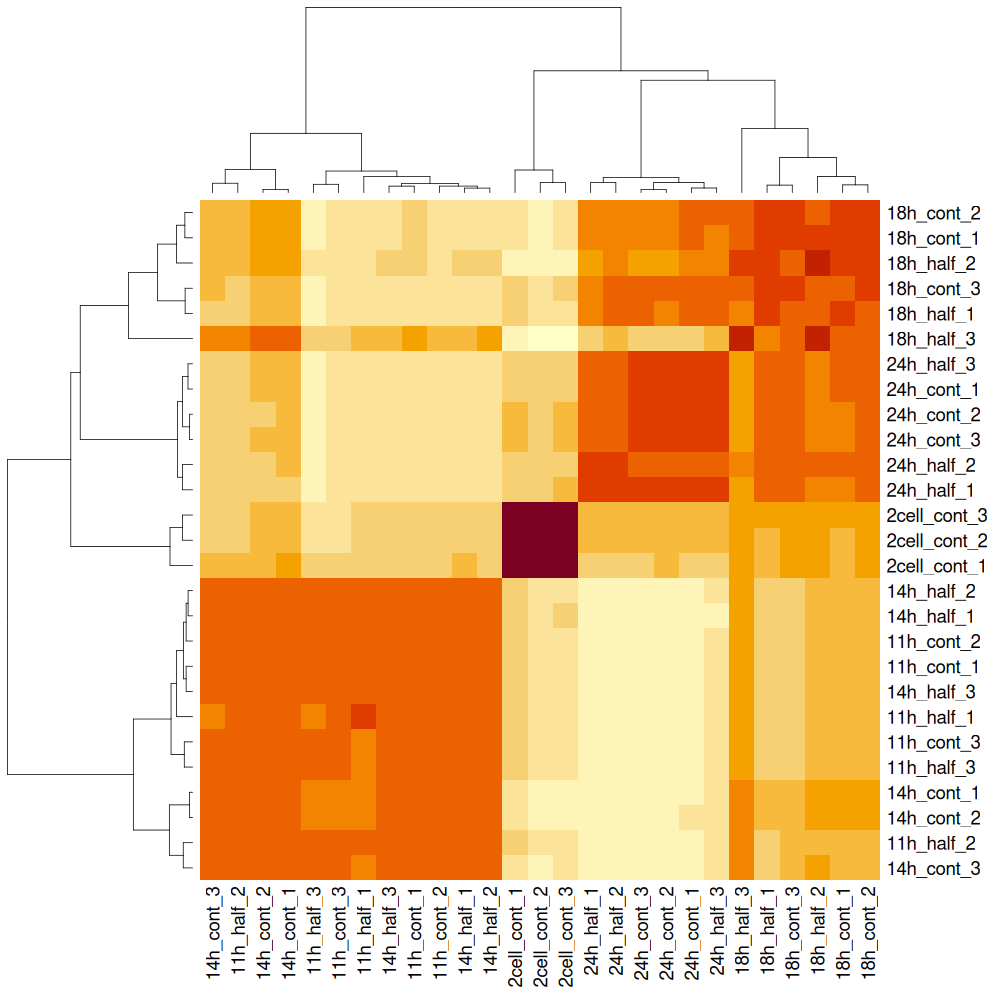 18h_cont_2
18h_cont_1
18h_half_2
18h_cont_3
18h_half_1
18h_half_3
24h_half_3
24h_cont_1
24h_cont_2
24h_cont_3
24h_half_2
24h_half_1
2cell_cont_3
2cell_cont_2
2cell_cont_1
14h_half_2
14h_half_1
11h_cont_2
11h_cont_1
14h_half_3
11h_half_1
11h_cont_3
11h_half_3
14h_cont_1
14h_cont_2
11h_half_2
14h_cont_3
14h_cont_3
11h_half_2
14h_cont_2
14h_cont_1
11h_half_3
11h_cont_3
11h_half_1
14h_half_3
11h_cont_1
11h_cont_2
14h_half_1
14h_half_2
2cell_cont_1
2cell_cont_2
2cell_cont_3
24h_half_1
24h_half_2
24h_cont_3
24h_cont_2
24h_cont_1
24h_half_3
18h_half_3
18h_half_1
18h_cont_3
18h_half_2
18h_cont_1
18h_cont_2